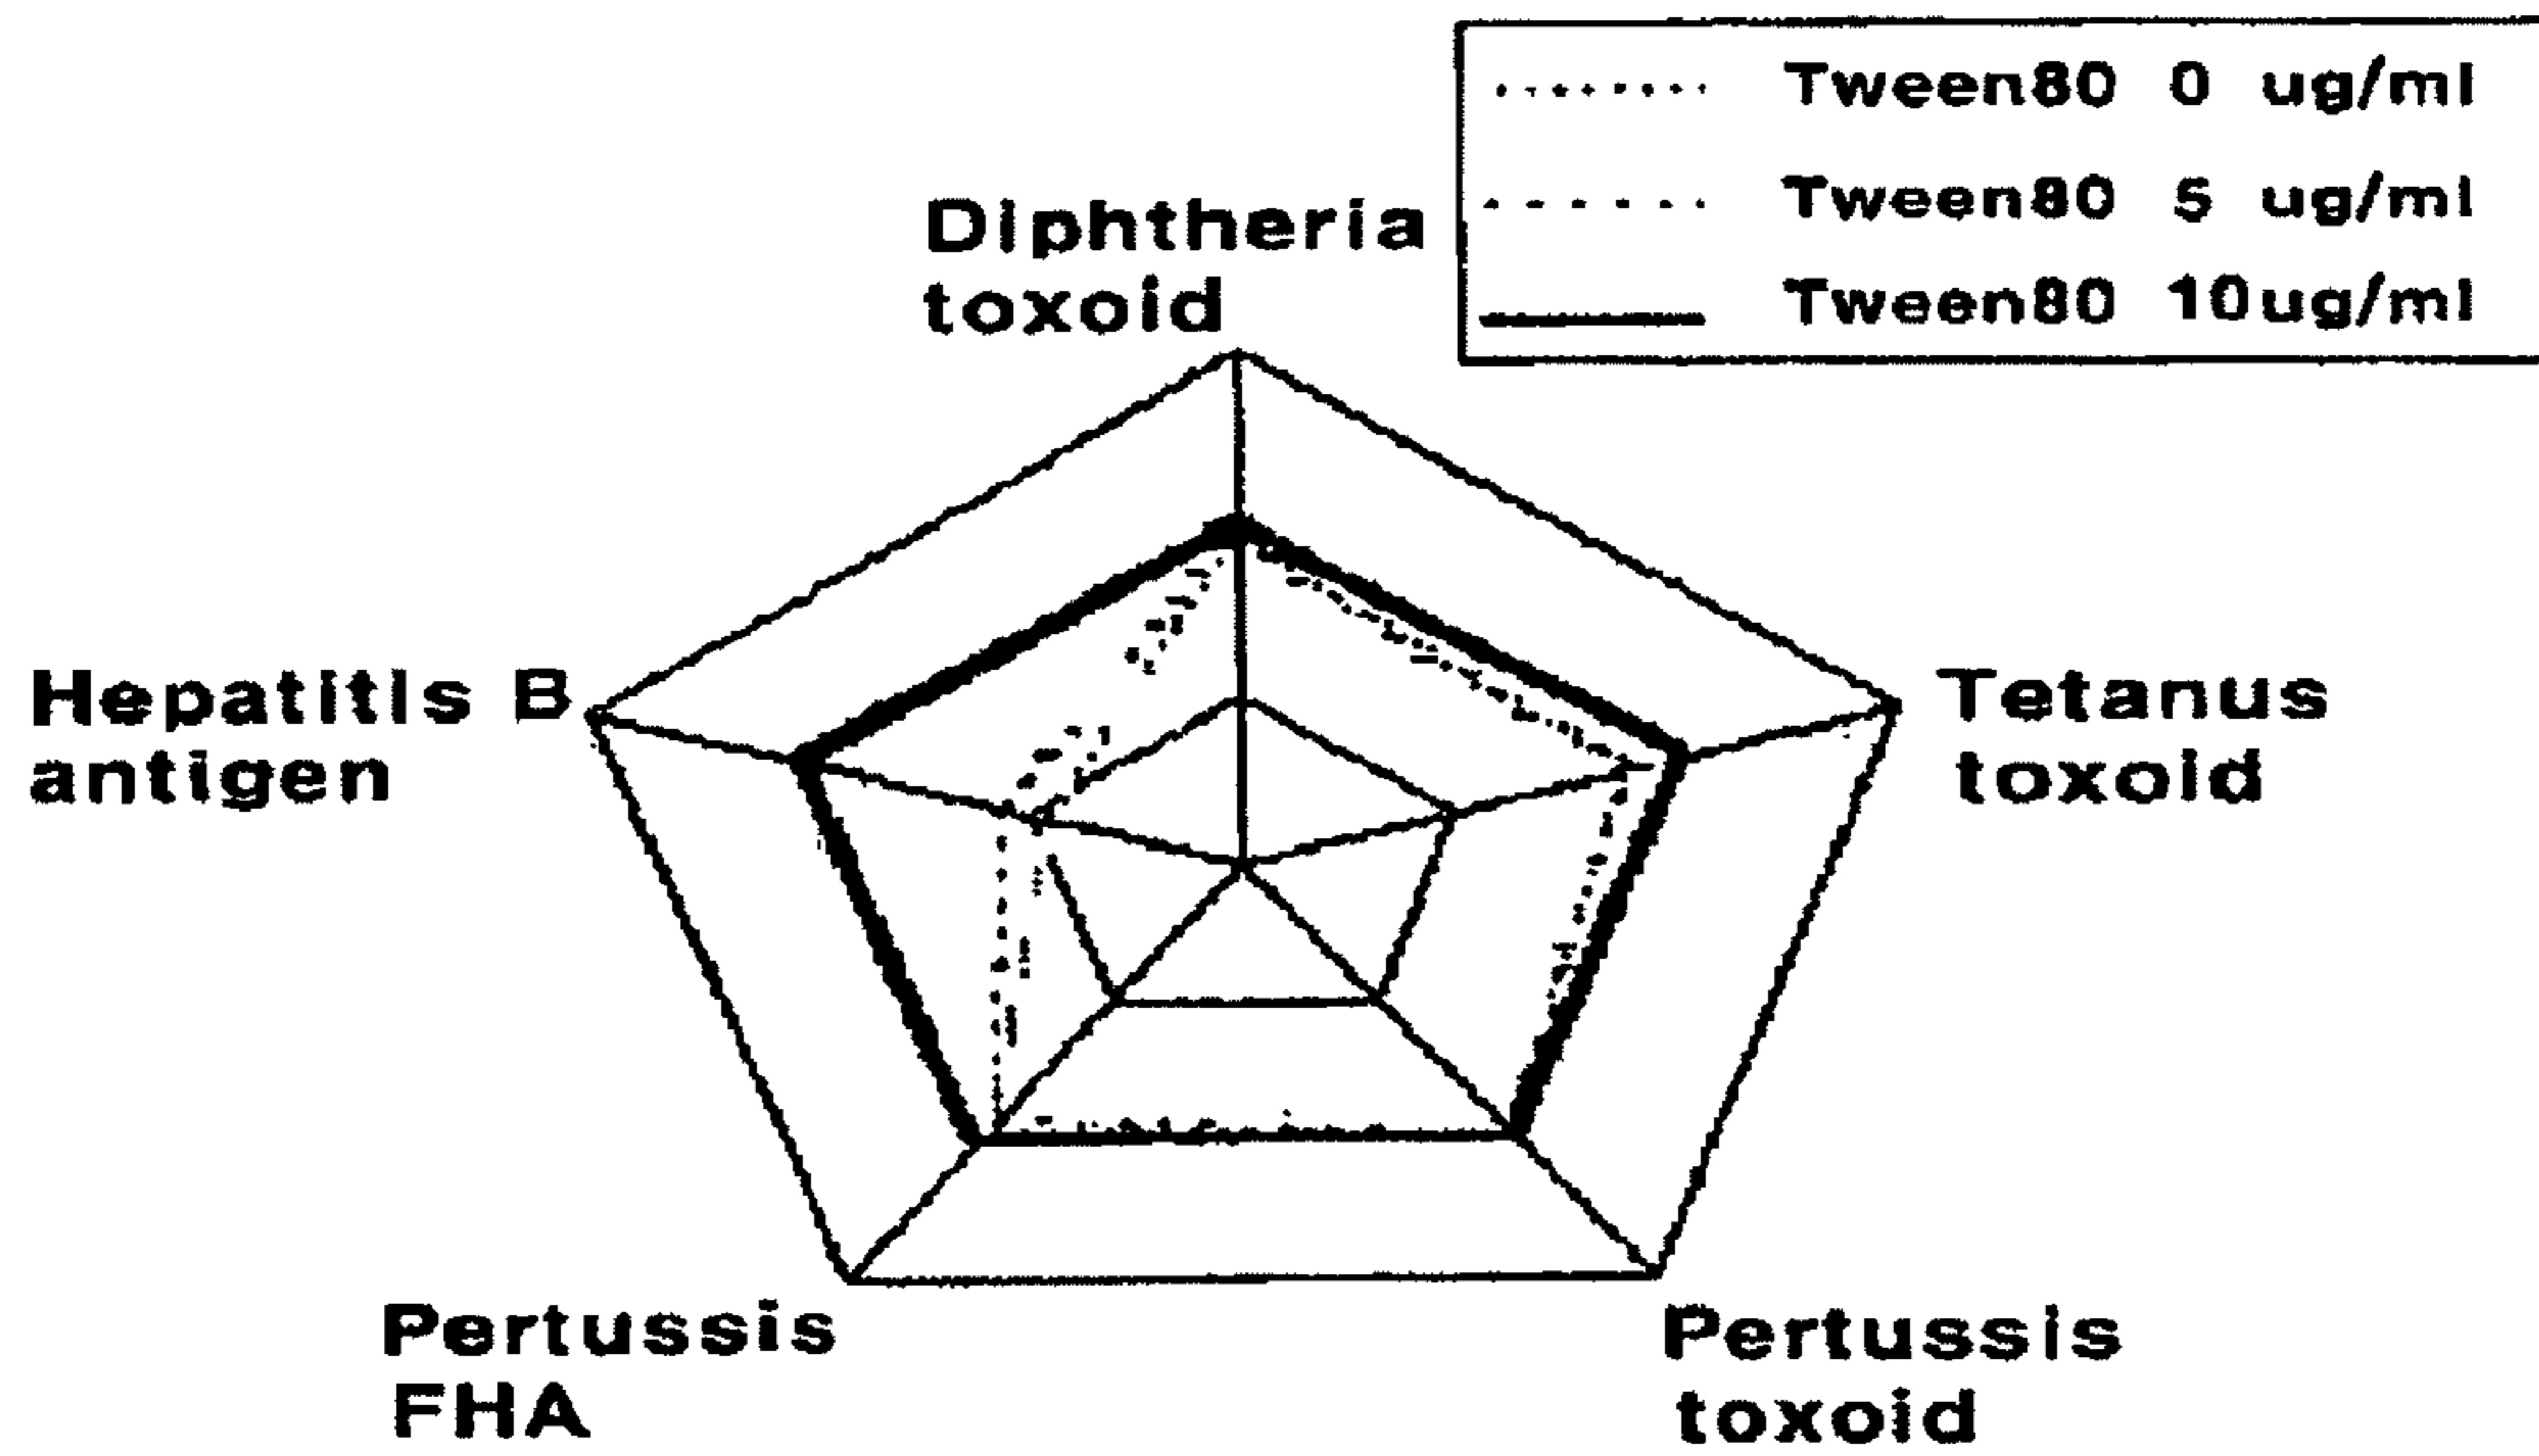 Tween80 0 ug/ml
Tween80 5 ug/ml
Tween80 10ug/ml
Diphtheria
toxoid
Hepatitis B
antigen
Tetanus
toxoid
Pertussis
FHA
Pertussis
toxoid